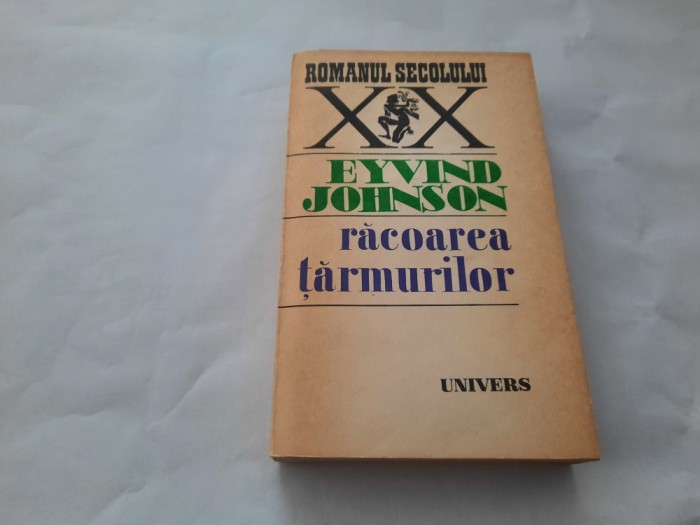 ROMANUL SECOLULUI
XX
EYVIND
JOHNSON
răcoarea
țărmurilor
UNIVERS